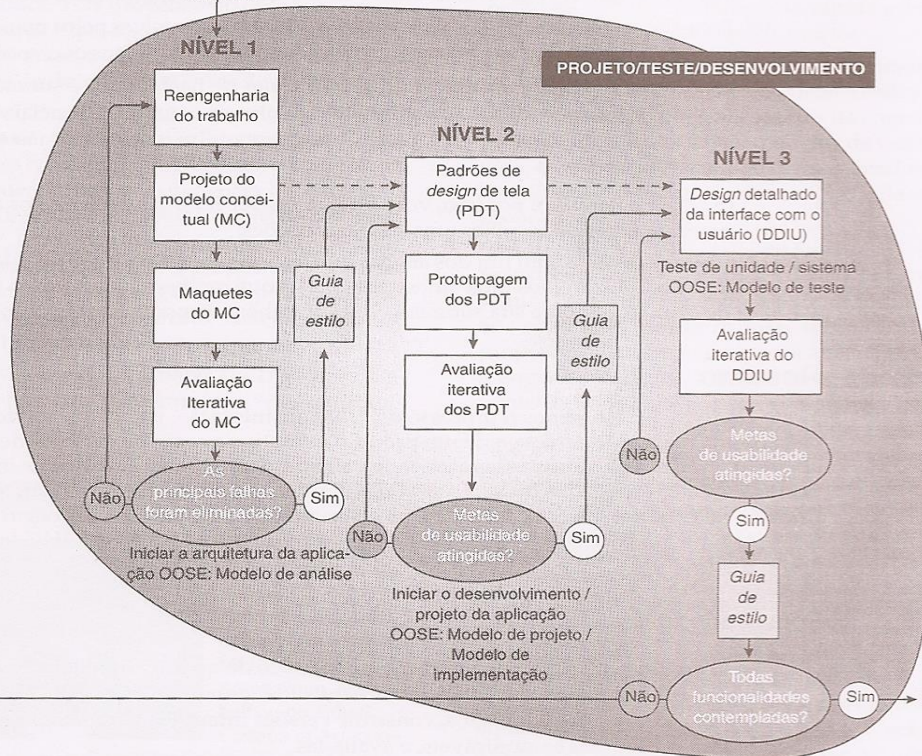 PROJETO/TESTE/DESENVOLVIMENTO
NÍVEL 1
Reengenharia
do trabalho
Projeto do
modelo concei-
tual (MC)
Maquetes
do MC
Avaliação
Iterativa
do MC
As
principais falhas
foram eliminadas?
Não
Sim
Iniciar a arquitetura da aplica-
ção OOSE: Modelo de análise
Guia
de
estilo
NÍVEL 2
Padrões de
design de tela
(PDT)
Prototipagem
dos PDT
Avaliação
iterativa
dos PDT
Metas
de usabilidade
atingidas?
Não
Sim
Iniciar o desenvolvimento /
projeto da aplicação
OOSE: Modelo de projeto /
Modelo de
implementação
Guia
de
estilo
NÍVEL 3
Design detalhado
da interface com o
usuário (DDIU)
Teste de unidade / sistema
OOSE: Modelo de teste
Avaliação
iterativa do
DDIU
Metas
de usabilidade
atingidas?
Não
Sim
Guia
de
estilo
Todas
funcionalidades
contempladas?
Não
Sim